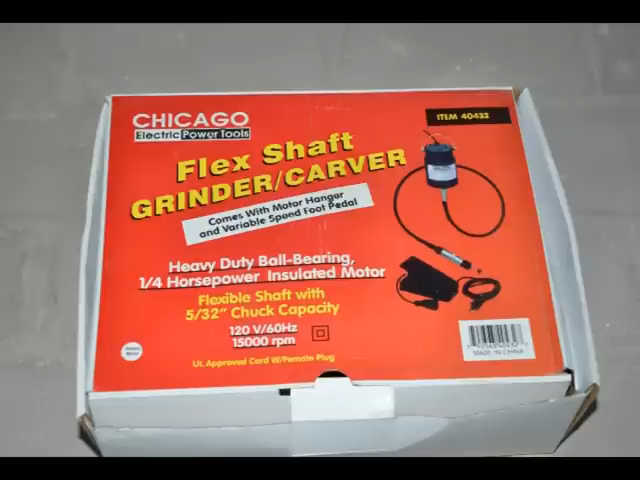 CHICAGO
Electric Power Tools
ITEM 40432
Flex Shaft
GRINDER/CARVER
Comes With Motor Hanger
and Variable Speed Foot Pedal
Heavy Duty Ball-Bearing,
1/4 Horsepower Insulated Motor
Flexible Shaft with
5/32" Chuck Capacity
120 V/60Hz
15000 rpm
UL Approved Cord W/Female Plug
MADE IN CHINA